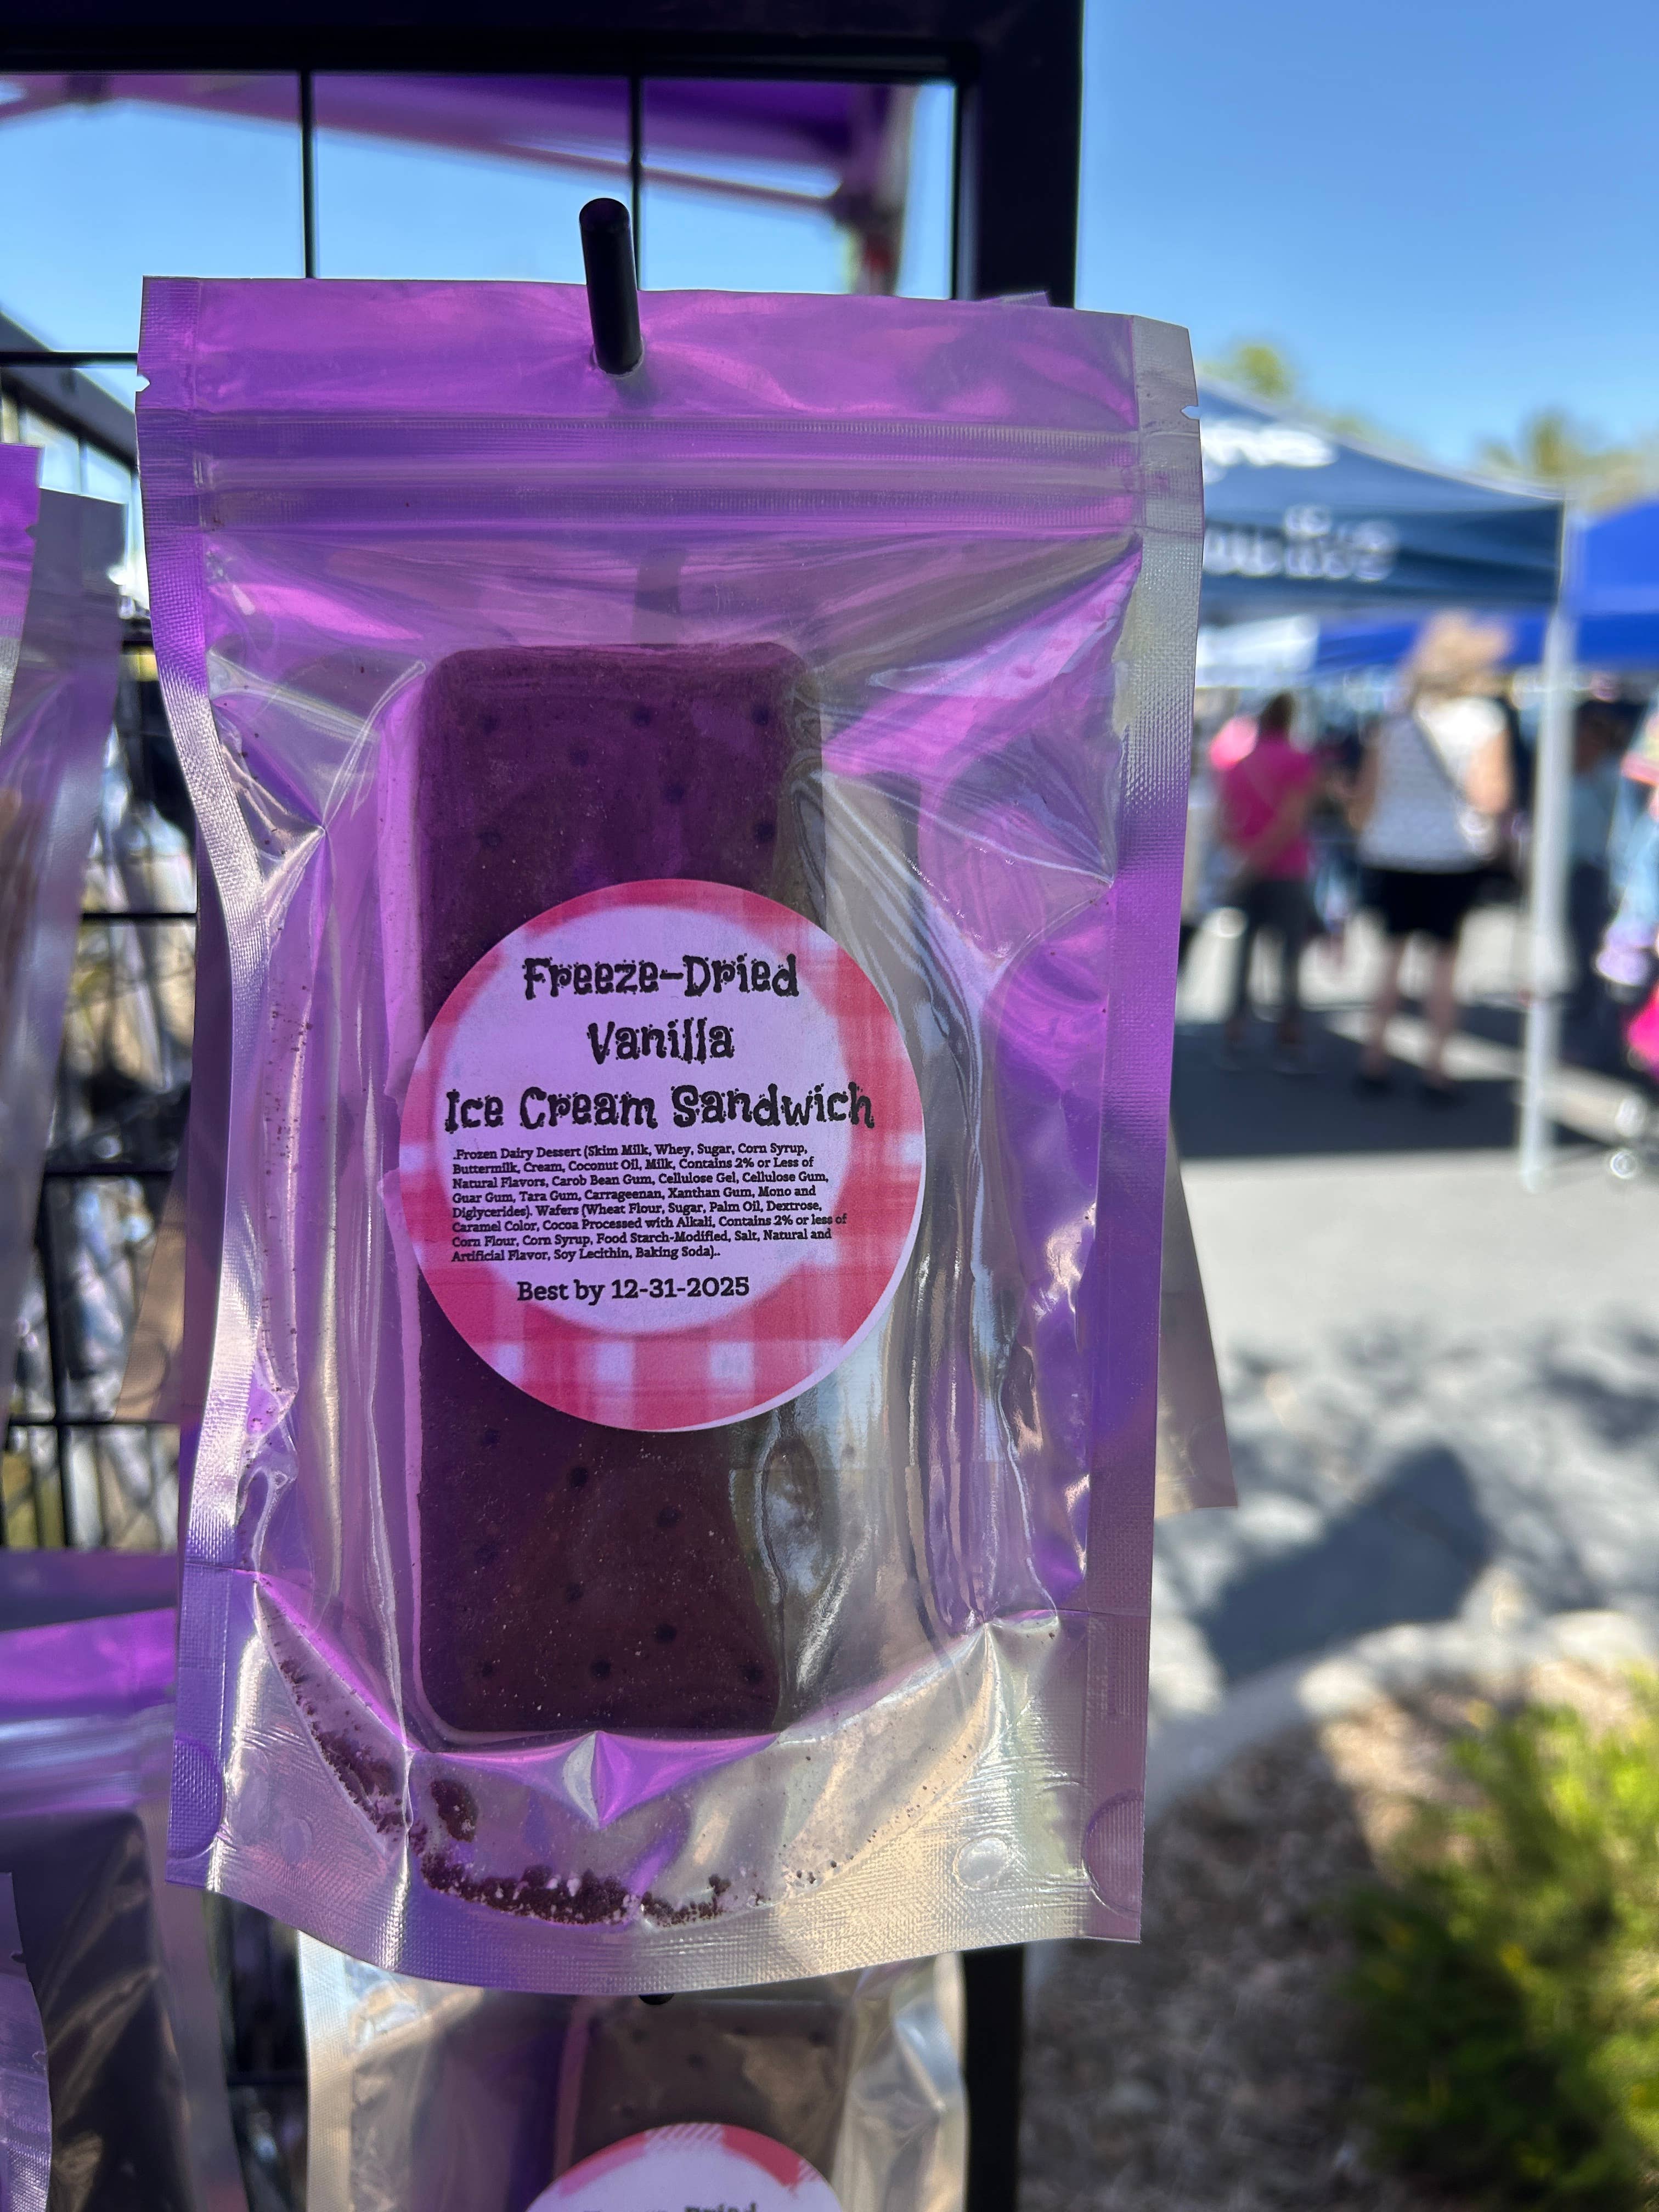 Freeze-Dried
Vanilla
Ice Cream Sandwich
.Frozen Dairy Dessert (Skim Milk, Whey, Sugar, Corn Syrup,
Buttermilk, Cream, Coconut Oil, Milk, Contains 2% or Less of
Natural Flavors, Carob Bean Gum, Cellulose Gel, Cellulose Gum,
Guar Gum, Tara Gum, Carrageenan, Xanthan Gum, Mono and
Diglycerides). Wafers (Wheat Flour, Sugar, Palm Oil, Dextrose,
Caramel Color, Cocoa Processed with Alkali, Contains 2% or less of
Corn Flour, Corn Syrup, Food Starch-Modified, Salt, Natural and
Artificial Flavor, Soy Lecithin, Baking Soda)..
Best by 12-31-2025